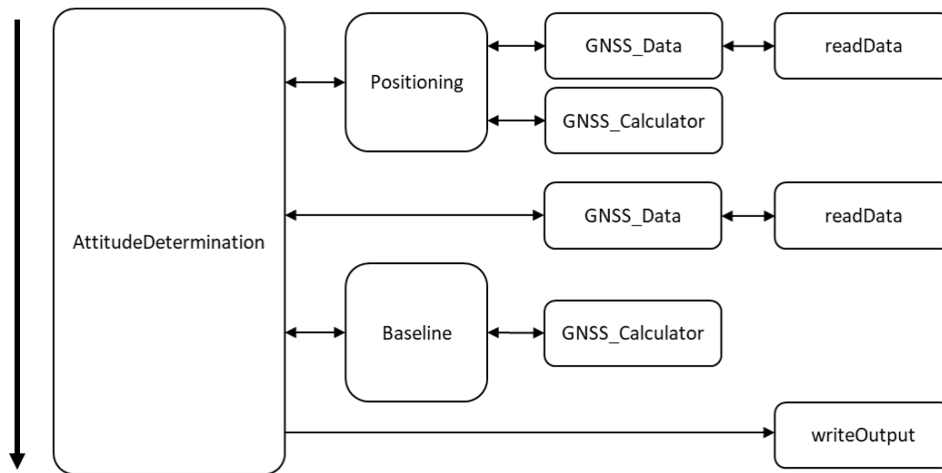 GNSS_Data
readData
Positioning
GNSS_Calculator
GNSS_Data
readData
AttitudeDetermination
Baseline
GNSS_Calculator
writeOutput